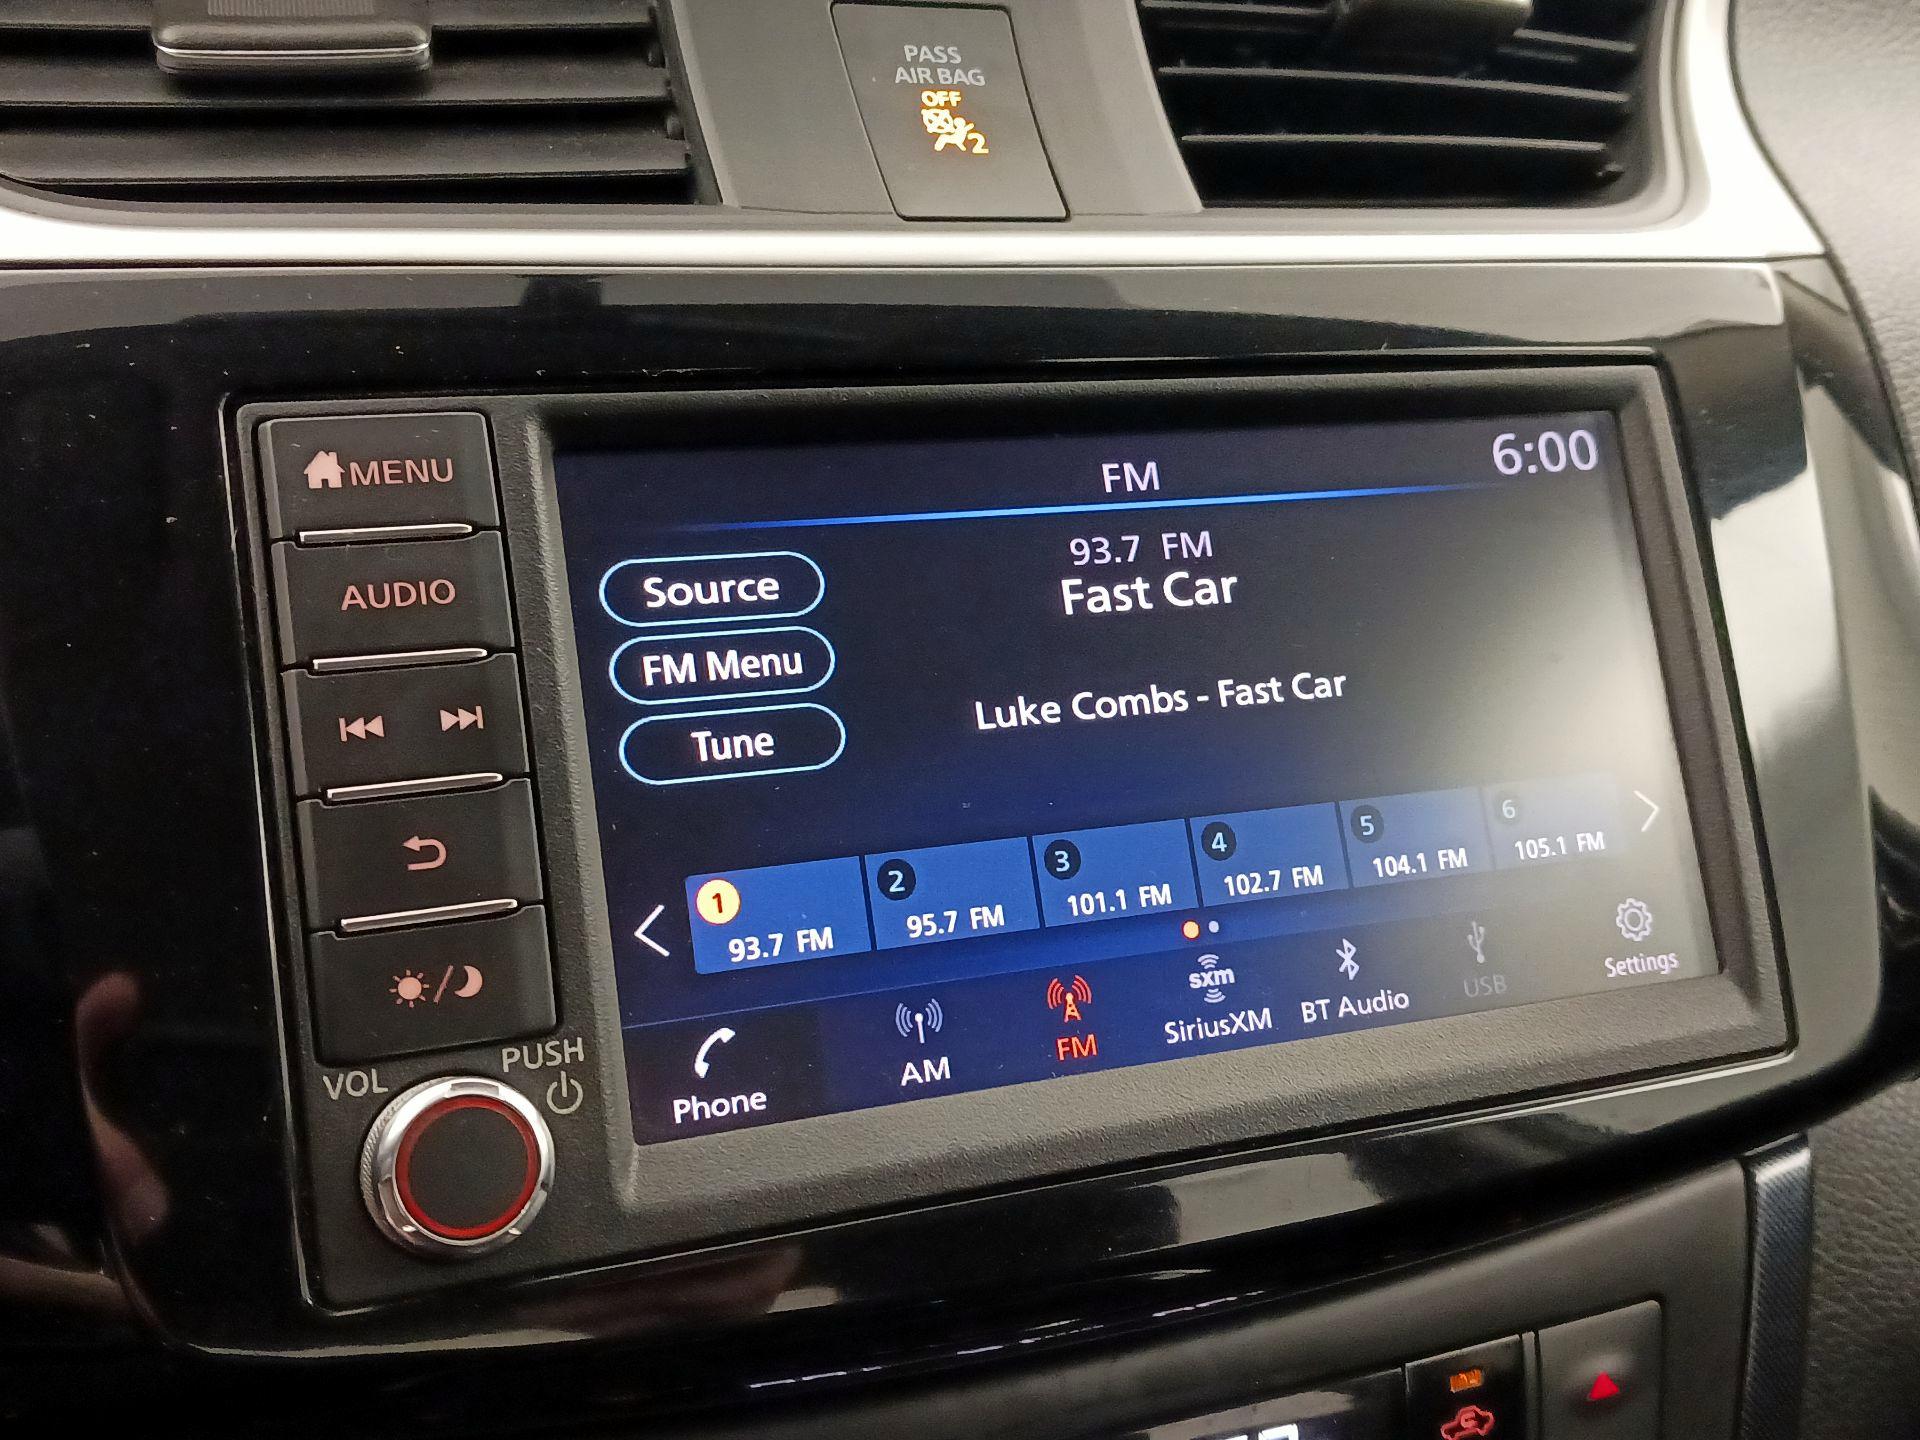 PASS
AIR BAG
OFF
2
MENU
AUDIO
VOL
PUSH
FM
6:00
93.7 FM
Fast Car
Source
FM Menu
Tune
Luke Combs - Fast Car
1
93.7 FM
2
95.7 FM
3
101.1 FM
4
102.7 FM
5
104.1 FM
6
105.1 FM
Phone
AM
FM
sxm
SiriusXM
BT Audio
USB
Settings